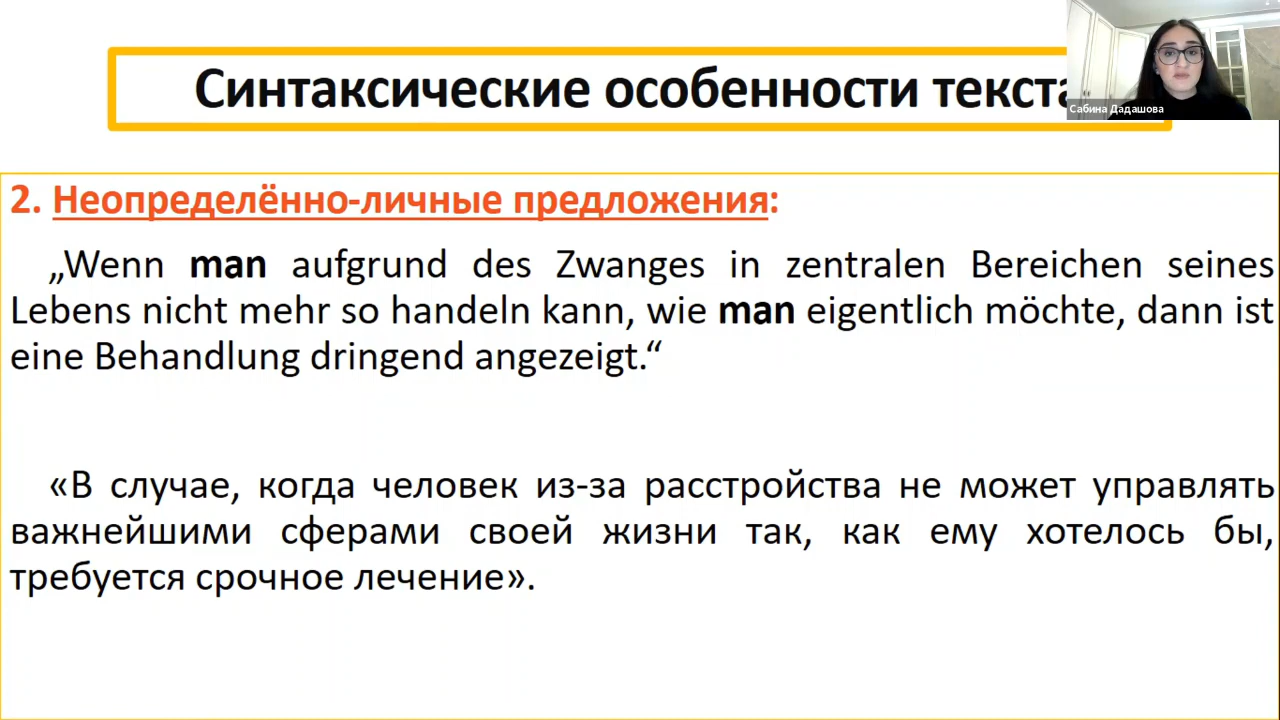 Синтаксические особенности текста
Сабина Дадашова
2. Неопределённо-личные предложения:
„Wenn man aufgrund des Zwanges in zentralen Bereichen seines
Lebens nicht mehr so handeln kann, wie man eigentlich möchte, dann ist
eine Behandlung dringend angezeigt.“
«В случае, когда человек из-за расстройства не может управлять
важнейшими сферами своей жизни так, как ему хотелось бы,
требуется срочное лечение».